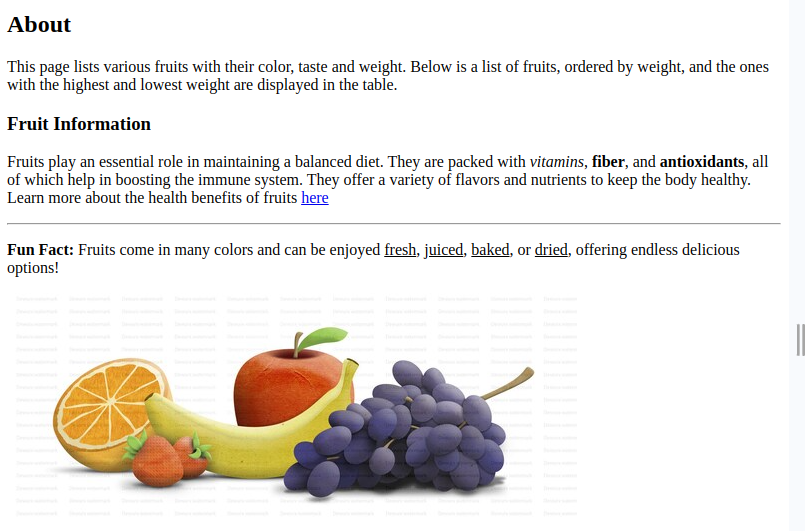 About
This page lists various fruits with their color, taste and weight. Below is a list of fruits, ordered by weight, and the ones
with the highest and lowest weight are displayed in the table.
Fruit Information
Fruits play an essential role in maintaining a balanced diet. They are packed with vitamins, fiber, and antioxidants, all
of which help in boosting the immune system. They offer a variety of flavors and nutrients to keep the body healthy.
Learn more about the health benefits of fruits here
Fun Fact: Fruits come in many colors and can be enjoyed fresh, juiced, baked, or dried, offering endless delicious
options!